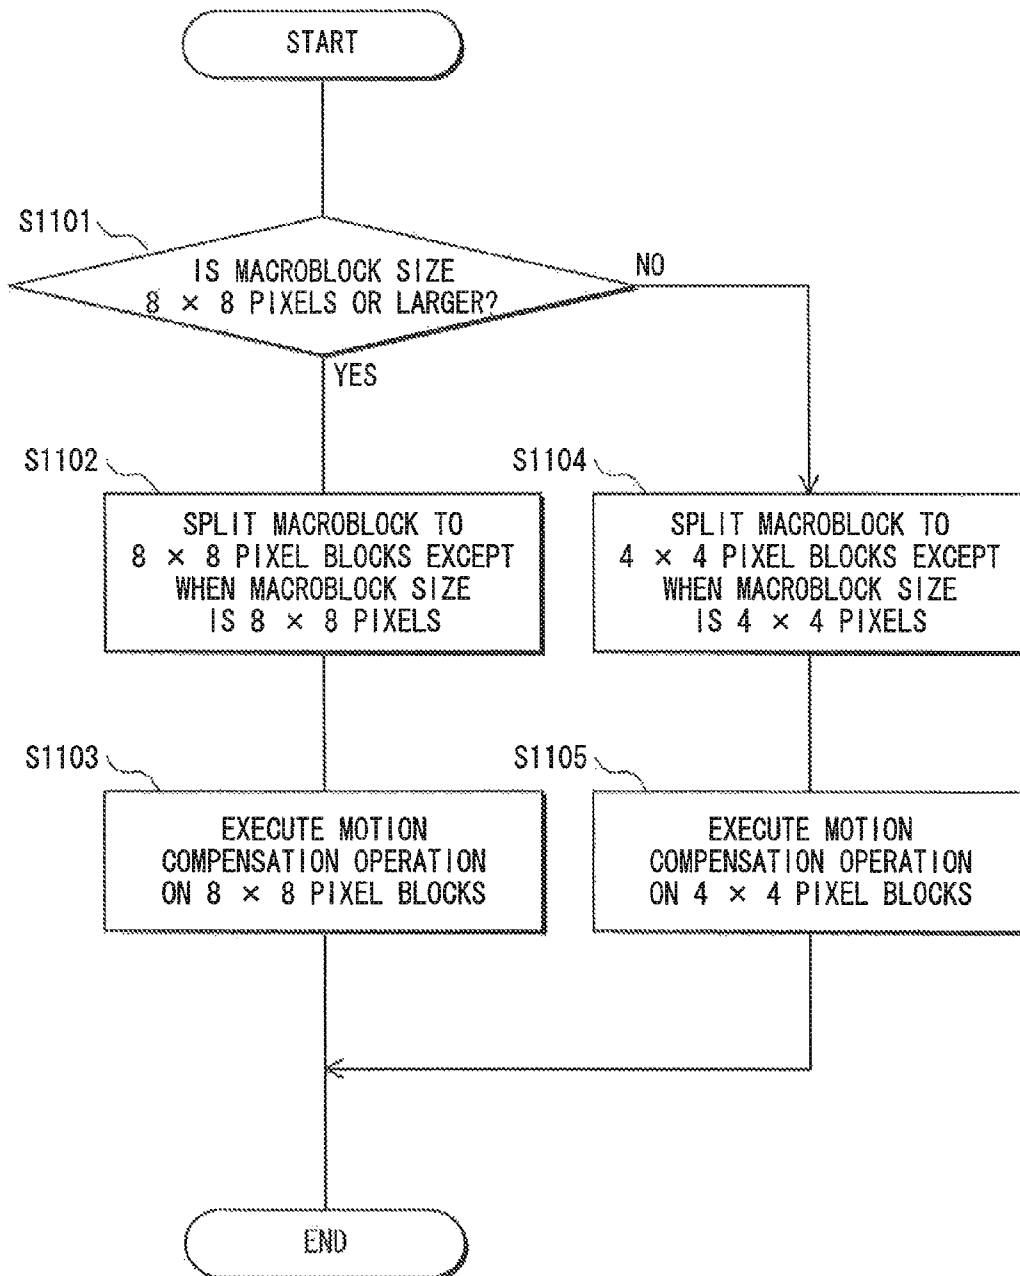 START
S1101
IS MACROBLOCK SIZE
8 × 8 PIXELS OR LARGER?
NO
YES
S1102
SPLIT MACROBLOCK TO
8 × 8 PIXEL BLOCKS EXCEPT
WHEN MACROBLOCK SIZE
IS 8 × 8 PIXELS
S1104
SPLIT MACROBLOCK TO
4 × 4 PIXEL BLOCKS EXCEPT
WHEN MACROBLOCK SIZE
IS 4 × 4 PIXELS
S1103
EXECUTE MOTION
COMPENSATION OPERATION
ON 8 × 8 PIXEL BLOCKS
S1105
EXECUTE MOTION
COMPENSATION OPERATION
ON 4 × 4 PIXEL BLOCKS
END